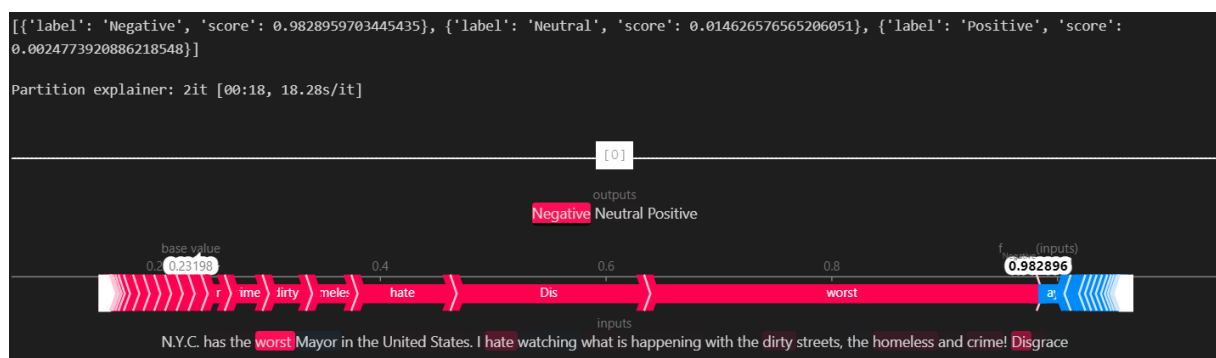 [{'label': 'Negative', 'score': 0.9828959703445435}, {'label': 'Neutral', 'score': 0.014626576565206051}, {'label': 'Positive', 'score':
0.0024773920886218548}]
Partition explainer: 2it [00:18, 18.28s/it]
[0]
outputs
Negative Neutral Positive
base value
(inputs)
0.23198 0.4 0.6 0.8 0.982896
r ime dirty meles hate Dis worst
inputs
N.Y.C. has the worst Mayor in the United States. I hate watching what is happening with the dirty streets, the homeless and crime! Disgrace